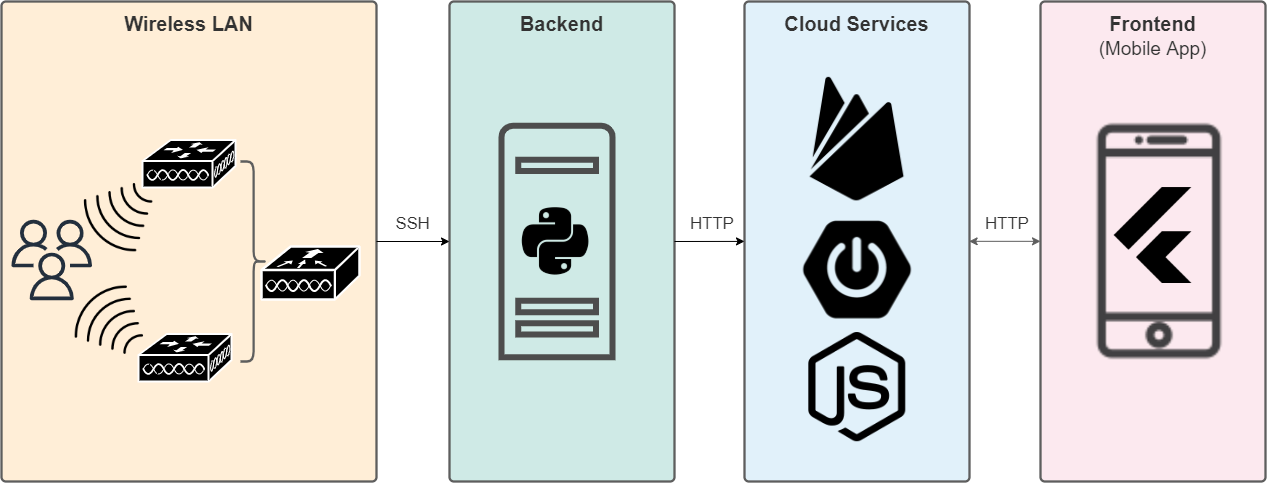 Wireless LAN
Backend
Cloud Services
Frontend
(Mobile App)
SSH
HTTP
HTTP
JS